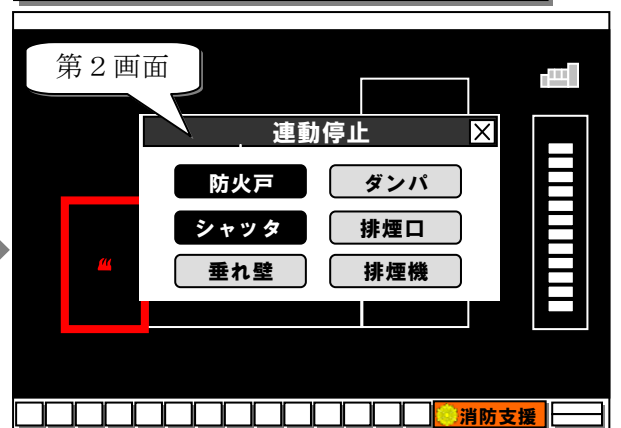 第２画面
連動停止
防火戸 ダンパ
シャッタ 排煙口
垂れ壁 排煙機
消防支援